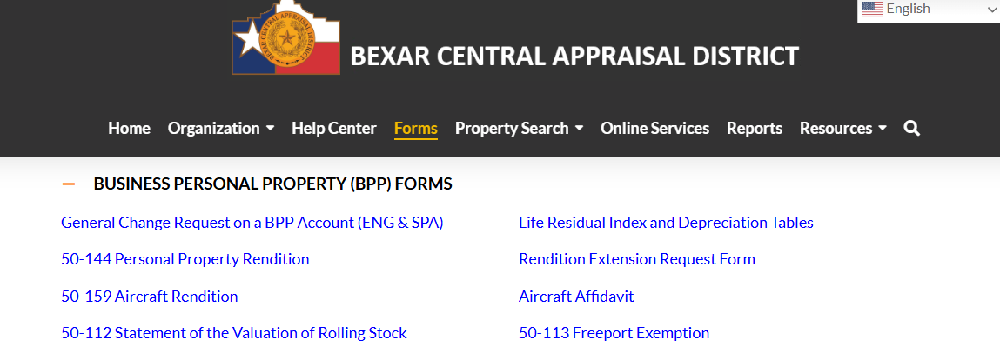 English
BEXAR CENTRAL APPRAISAL DISTRICT
BEXAR CENTRAL APPRAISAL DISTRICT
Home Organization Help Center Forms Property Search Online Services Reports Resources
BUSINESS PERSONAL PROPERTY (BPP) FORMS
General Change Request on a BPP Account (ENG & SPA)
Life Residual Index and Depreciation Tables
50-144 Personal Property Rendition
Rendition Extension Request Form
50-159 Aircraft Rendition
Aircraft Affidavit
50-112 Statement of the Valuation of Rolling Stock
50-113 Freeport Exemption